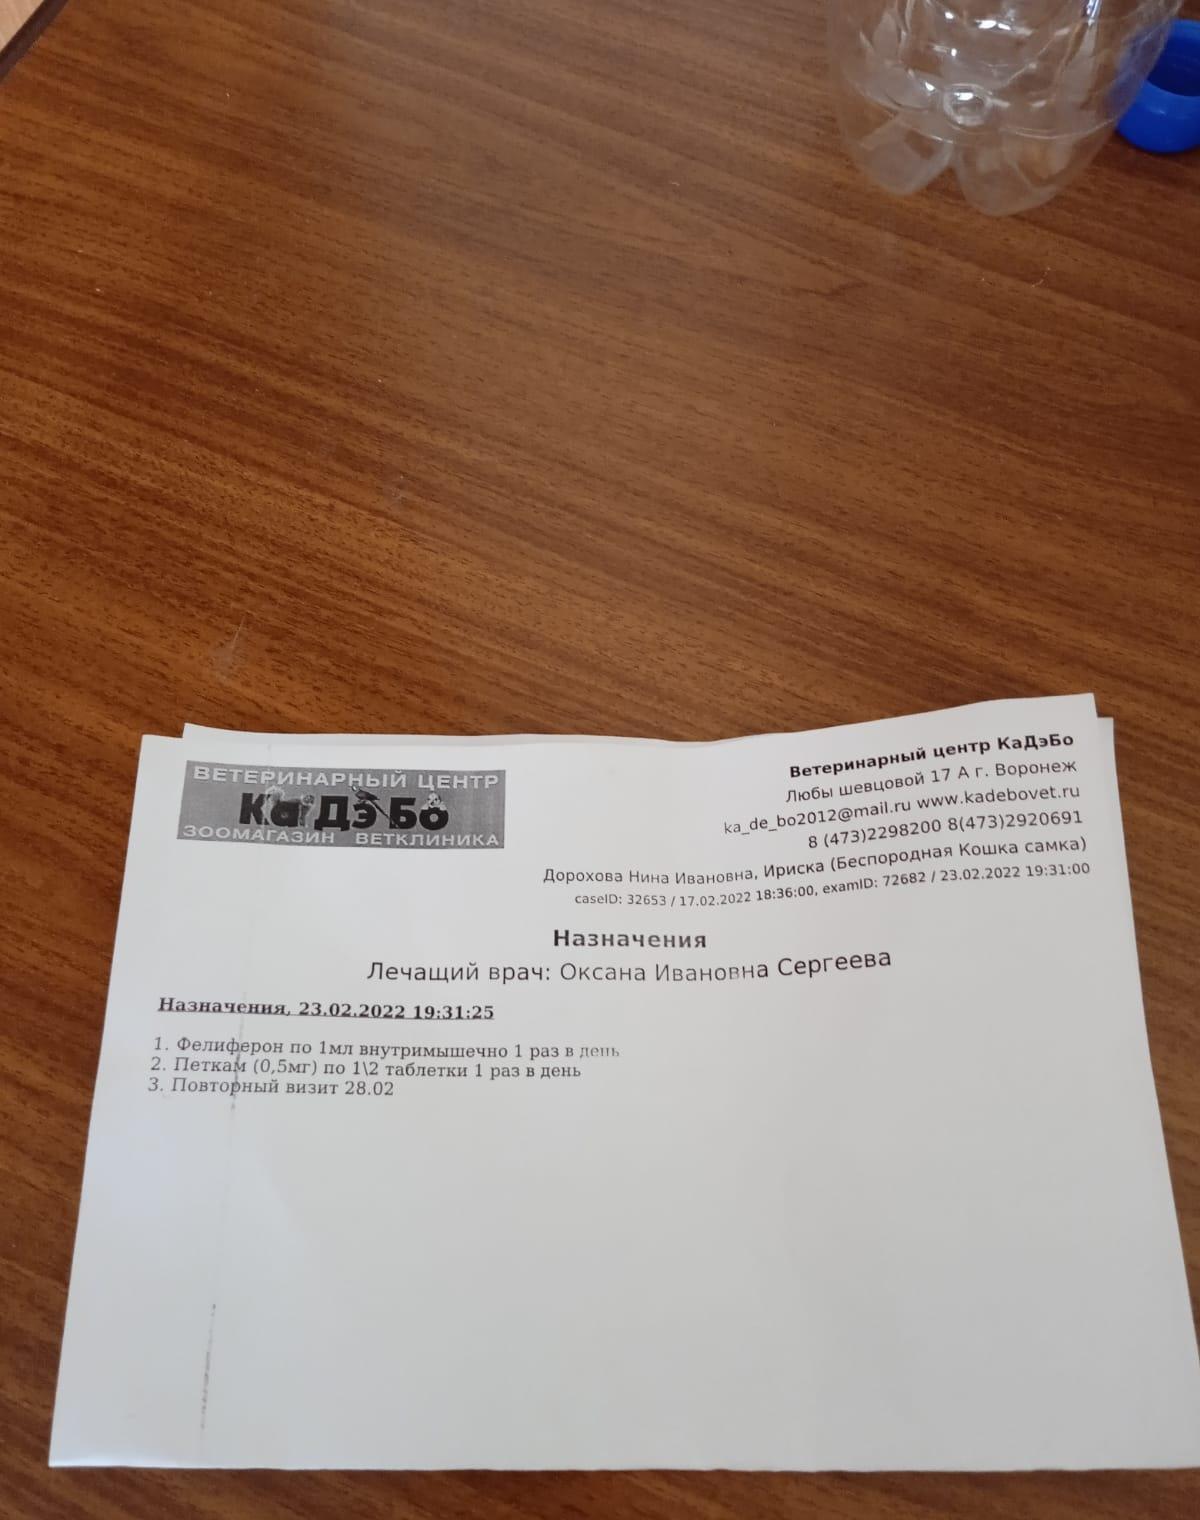 ВЕТЕРИНАРНЫЙ ЦЕНТР
КаДэБо
ЗООМАГАЗИН ВЕТКЛИНИКА
Ветеринарный центр КаДэБо
Любы шевцовой 17 А г. Воронеж
ka_de_bo2012@mail.ru www.kadebovet.ru
8 (473)2298200 8(473)2920691
Дорохова Нина Ивановна, Ириска (Беспородная Кошка самка)
caseID: 32653 / 17.02.2022 18:36:00, examID: 72682 / 23.02.2022 19:31:00
Назначения
Лечащий врач: Оксана Ивановна Сергеева
Назначения, 23.02.2022 19:31:25
1. Фелиферон по 1мл внутримышечно 1 раз в день
2. Петкам (0,5мг) по 1\2 таблетки 1 раз в день
3. Повторный визит 28.02